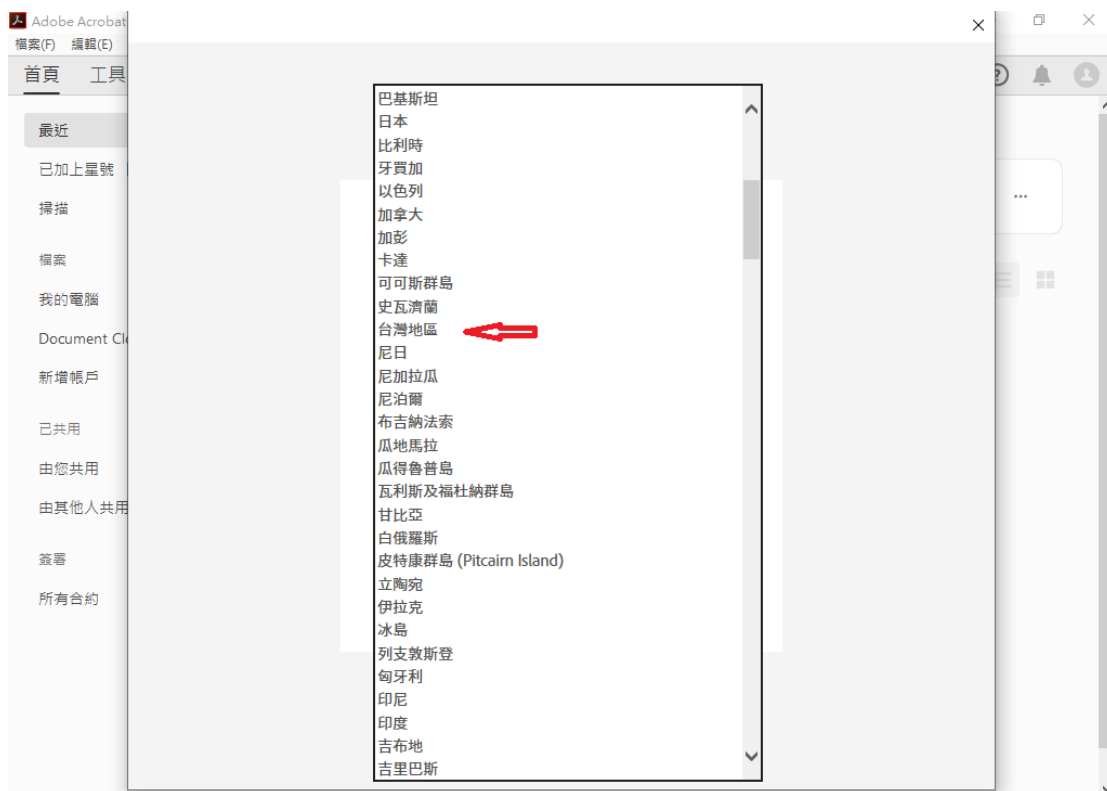 Adobe Acrobat
檔案(F) 編輯(E)
首頁 工具
最近
已加上星號
掃描
檔案
我的電腦
Document Clo
新增帳戶
已共用
由您共用
由其他人共用
簽署
所有合約
巴基斯坦
日本
比利時
牙買加
以色列
加拿大
加彭
卡達
可可斯群島
史瓦濟蘭
台灣地區
尼日
尼加拉瓜
尼泊爾
布吉納法索
瓜地馬拉
瓜得魯普島
瓦利斯及福杜納群島
甘比亞
白俄羅斯
皮特康群島 (Pitcairn Island)
立陶宛
伊拉克
冰島
列支敦斯登
匈牙利
印尼
印度
吉布地
吉里巴斯